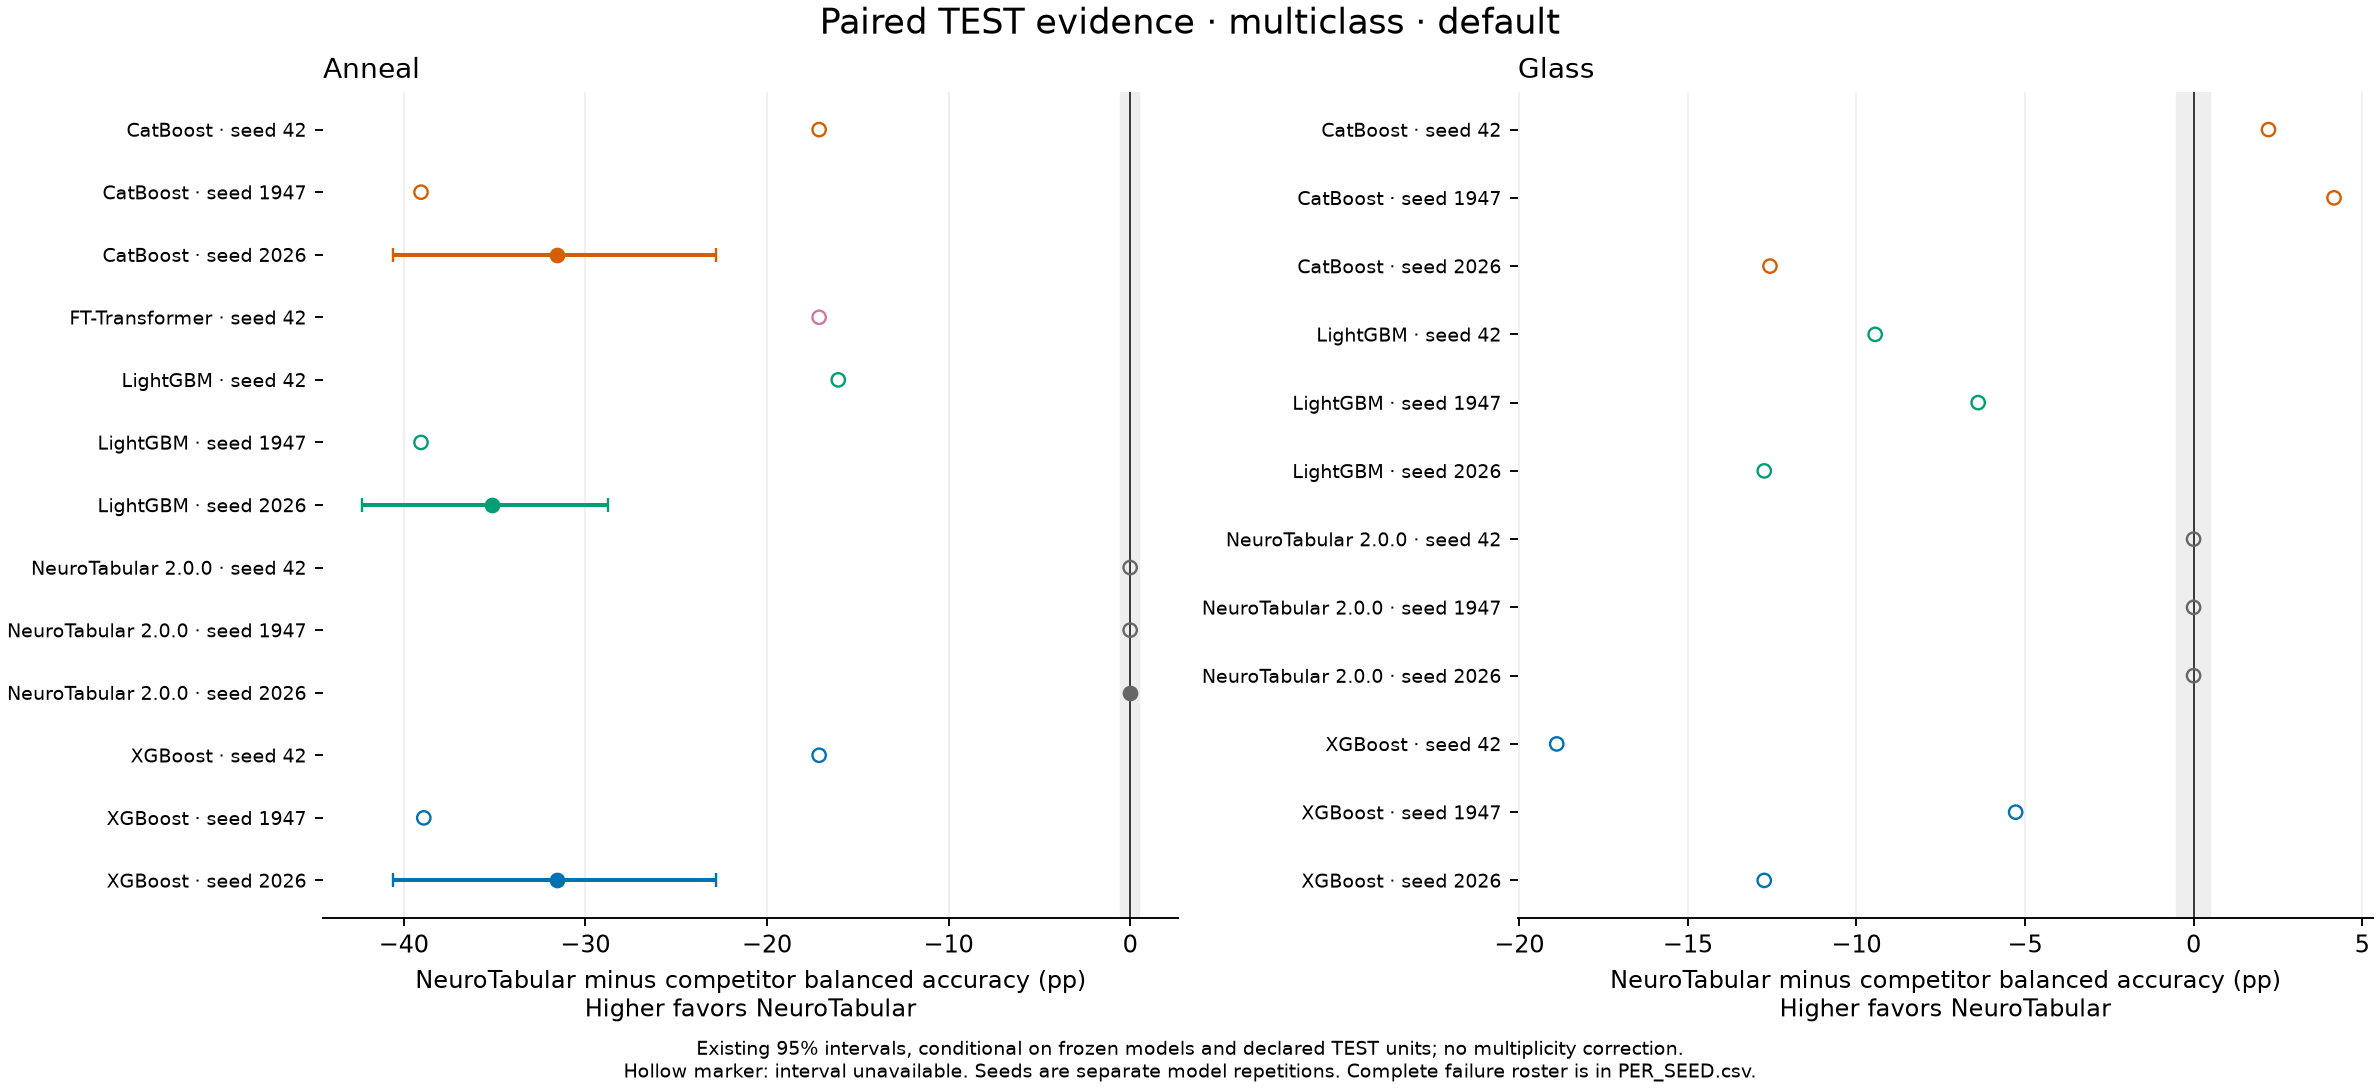 Paired TEST evidence · multiclass · default
Anneal
CatBoost · seed 42
CatBoost · seed 1947
CatBoost · seed 2026
FT-Transformer · seed 42
LightGBM · seed 42
LightGBM · seed 1947
LightGBM · seed 2026
NeuroTabular 2.0.0 · seed 42
NeuroTabular 2.0.0 · seed 1947
NeuroTabular 2.0.0 · seed 2026
XGBoost · seed 42
XGBoost · seed 1947
XGBoost · seed 2026
−40 −30 −20 −10 0
NeuroTabular minus competitor balanced accuracy (pp)
Higher favors NeuroTabular
Glass
CatBoost · seed 42
CatBoost · seed 1947
CatBoost · seed 2026
LightGBM · seed 42
LightGBM · seed 1947
LightGBM · seed 2026
NeuroTabular 2.0.0 · seed 42
NeuroTabular 2.0.0 · seed 1947
NeuroTabular 2.0.0 · seed 2026
XGBoost · seed 42
XGBoost · seed 1947
XGBoost · seed 2026
−20 −15 −10 −5 0 5
NeuroTabular minus competitor balanced accuracy (pp)
Higher favors NeuroTabular
Existing 95% intervals, conditional on frozen models and declared TEST units; no multiplicity correction.
Hollow marker: interval unavailable. Seeds are separate model repetitions. Complete failure roster is in PER_SEED.csv.